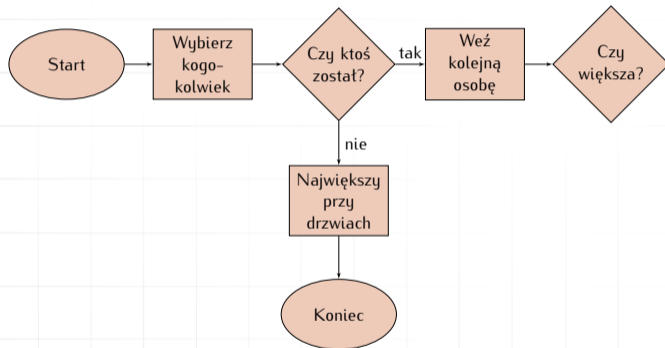 Start
Wybierz
kogo-
kolwiek
Czy ktoś
został?
tak
Weź
kolejną
osobę
Czy
większa?
nie
Największy
przy
drzwiach
Koniec